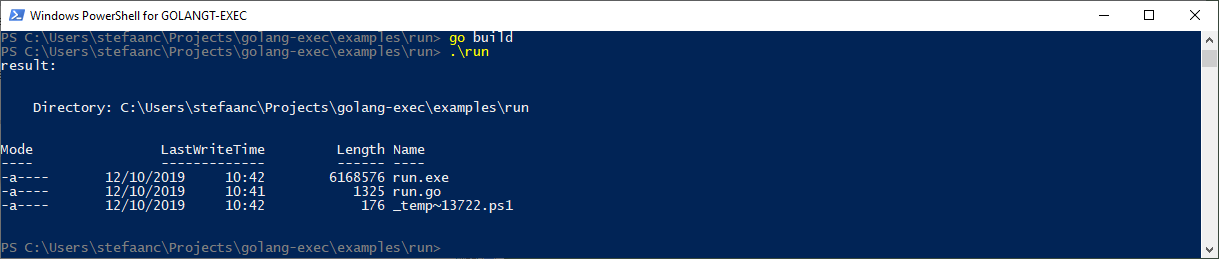 Windows PowerShell for GOLANGT-EXEC
PS C:\Users\stefaanc\Projects\golang-exec\examples\run> go build
PS C:\Users\stefaanc\Projects\golang-exec\examples\run> .\run
result:
Directory: C:\Users\stefaanc\Projects\golang-exec\examples\run
Mode LastWriteTime Length Name
---- ------------- ------ ----
-a---- 12/10/2019 10:42 6168576 run.exe
-a---- 12/10/2019 10:41 1325 run.go
-a---- 12/10/2019 10:42 176 _temp~13722.ps1
PS C:\Users\stefaanc\Projects\golang-exec\examples\run>